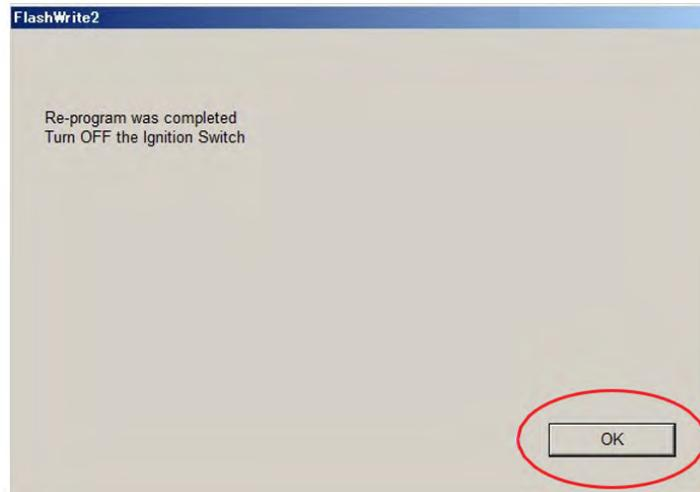 FlashWrite2
Re-program was completed
Turn OFF the Ignition Switch
OK